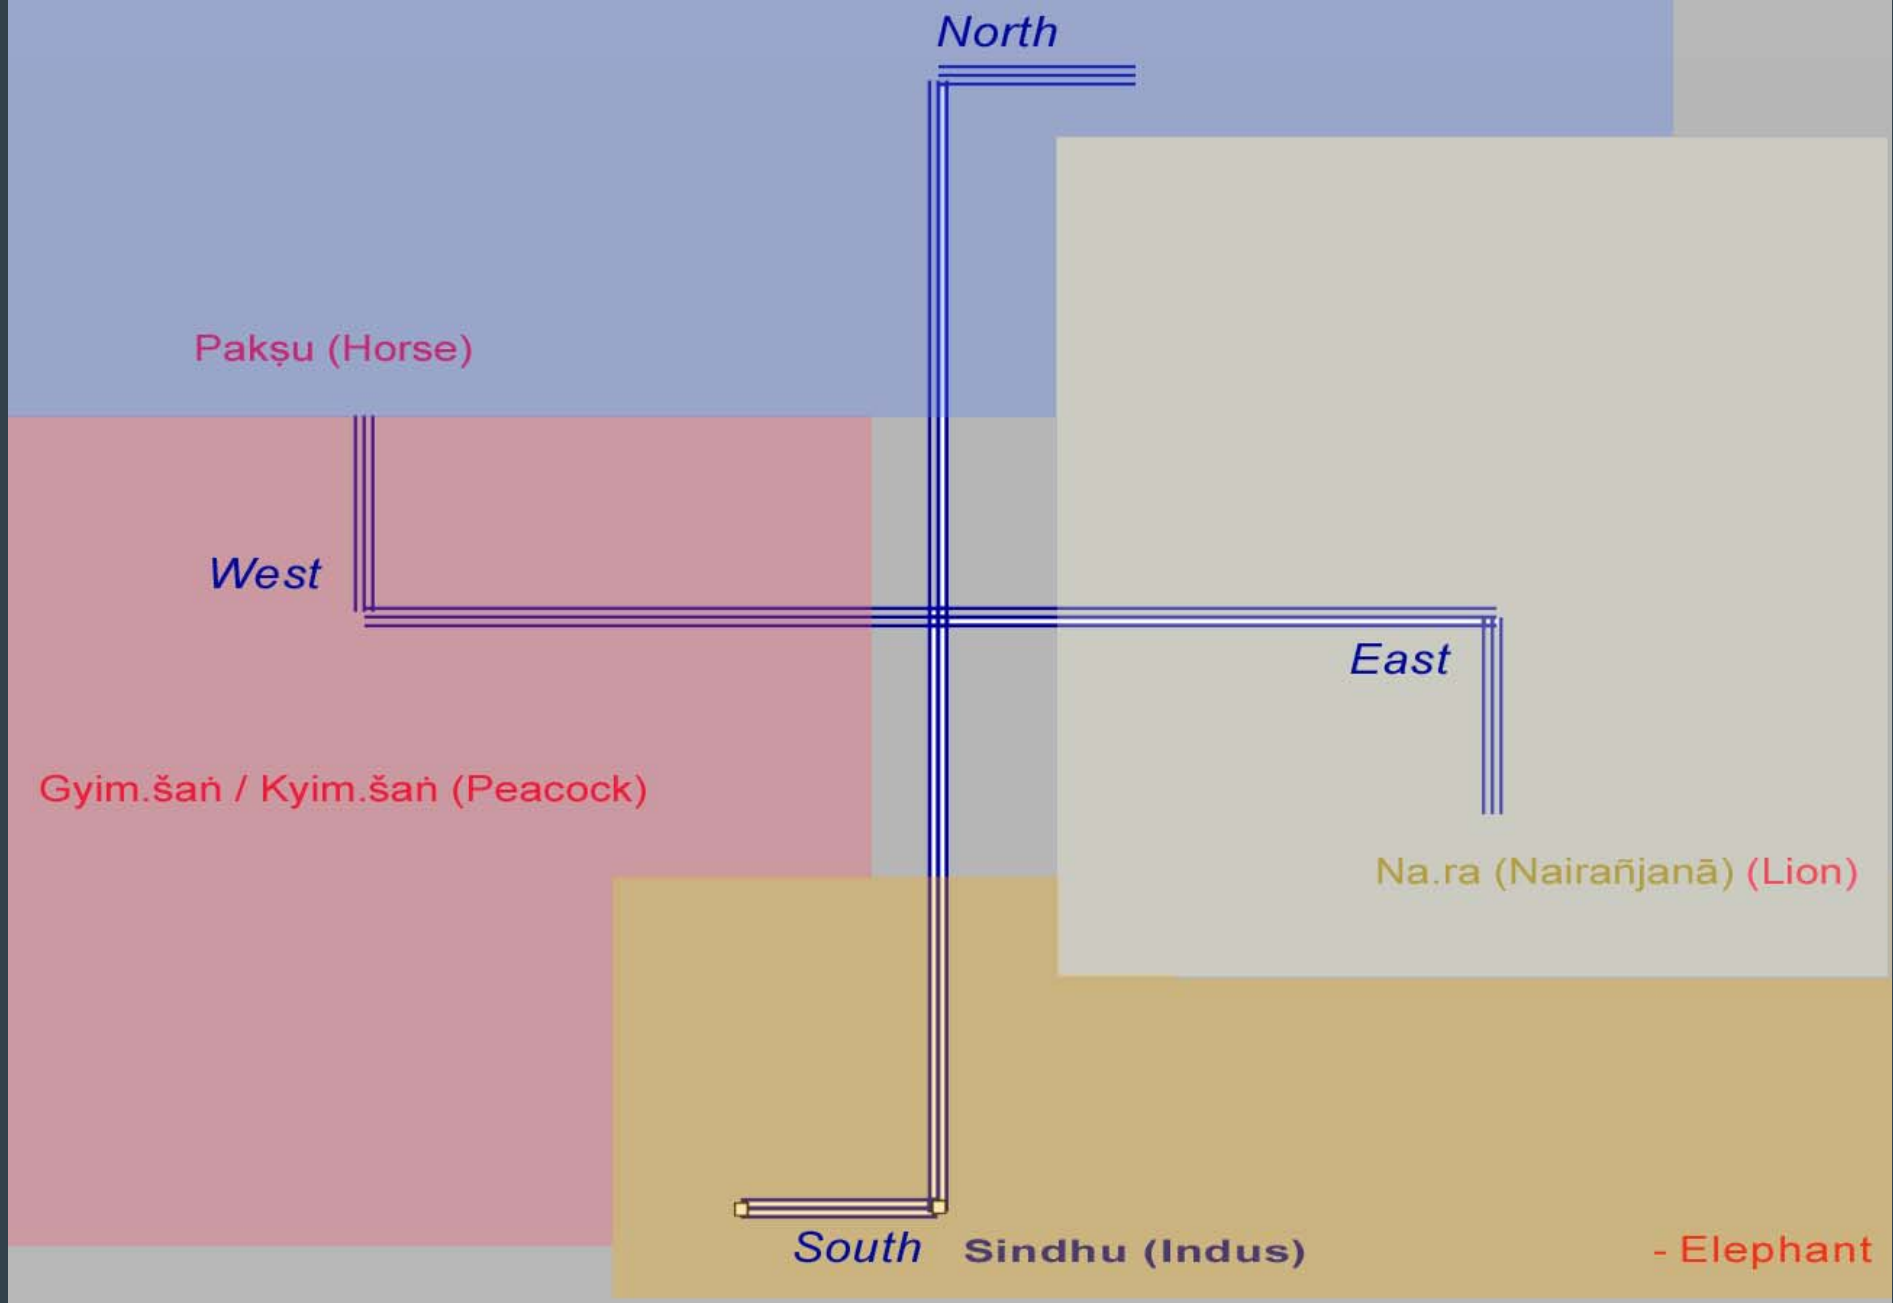 North
Pakṣu (Horse)
West
East
Gyim.šaṅ / Kyim.šaṅ (Peacock)
Na.ra (Nairañjanā) (Lion)
South Sindhu (Indus) - Elephant